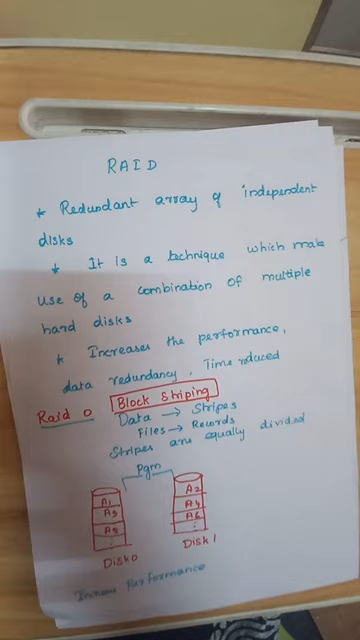 RAID
* Redundant array of independent
disks
* It Is a technique which make
use of a combination of multiple
hard disks
* Increases the performance,
data redundancy. Time reduced
Raid 0 Block Striping
Data → Stripes
Files → Records
Stripes are equally divided
Pgm
A1 A2
A3 A4
A5 A6
Disk0 Disk1
Increase Performance